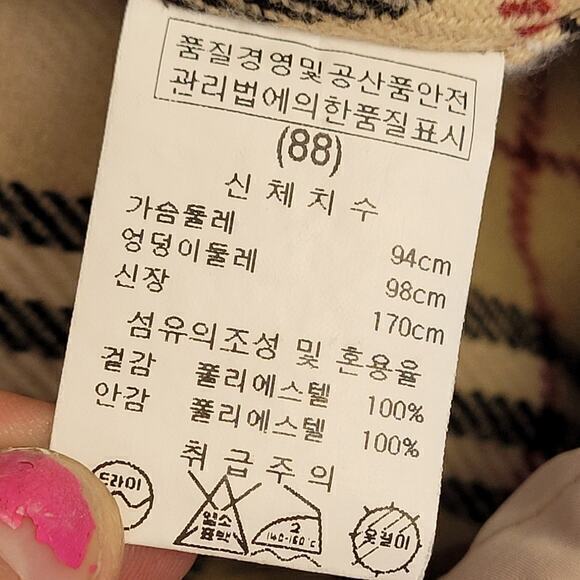 품질경영및공산품안전
관리법에의한품질표시
(88)
신체치수
가슴둘레 94cm
엉덩이둘레 98cm
신장 170cm
섬유의조성 및 혼용율
겉감 폴리에스텔 100%
안감 폴리에스텔 100%
취급주의
드라이
염소
표백
2
140-160℃
옷걸이